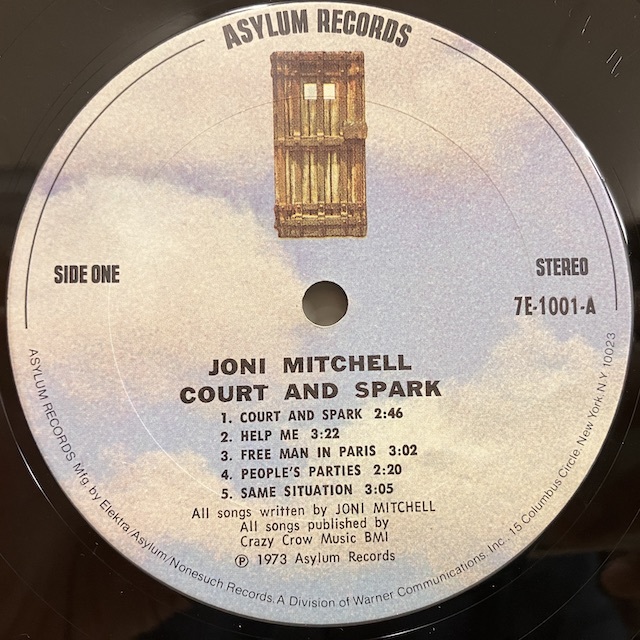 ASYLUM RECORDS
SIDE ONE
STEREO
7E-1001-A
JONI MITCHELL
COURT AND SPARK
1. COURT AND SPARK 2:46
2. HELP ME 3:22
3. FREE MAN IN PARIS 3:02
4. PEOPLE'S PARTIES 2:20
5. SAME SITUATION 3:05
All songs written by JONI MITCHELL
All songs published by
Crazy Crow Music BMI
Ⓟ 1973 Asylum Records
ASYLUM RECORDS Mfg. by Elektra/Asylum/Nonesuch Records. A Division of Warner Communications, Inc., 15 Columbus Circle, New York, N.Y. 10023